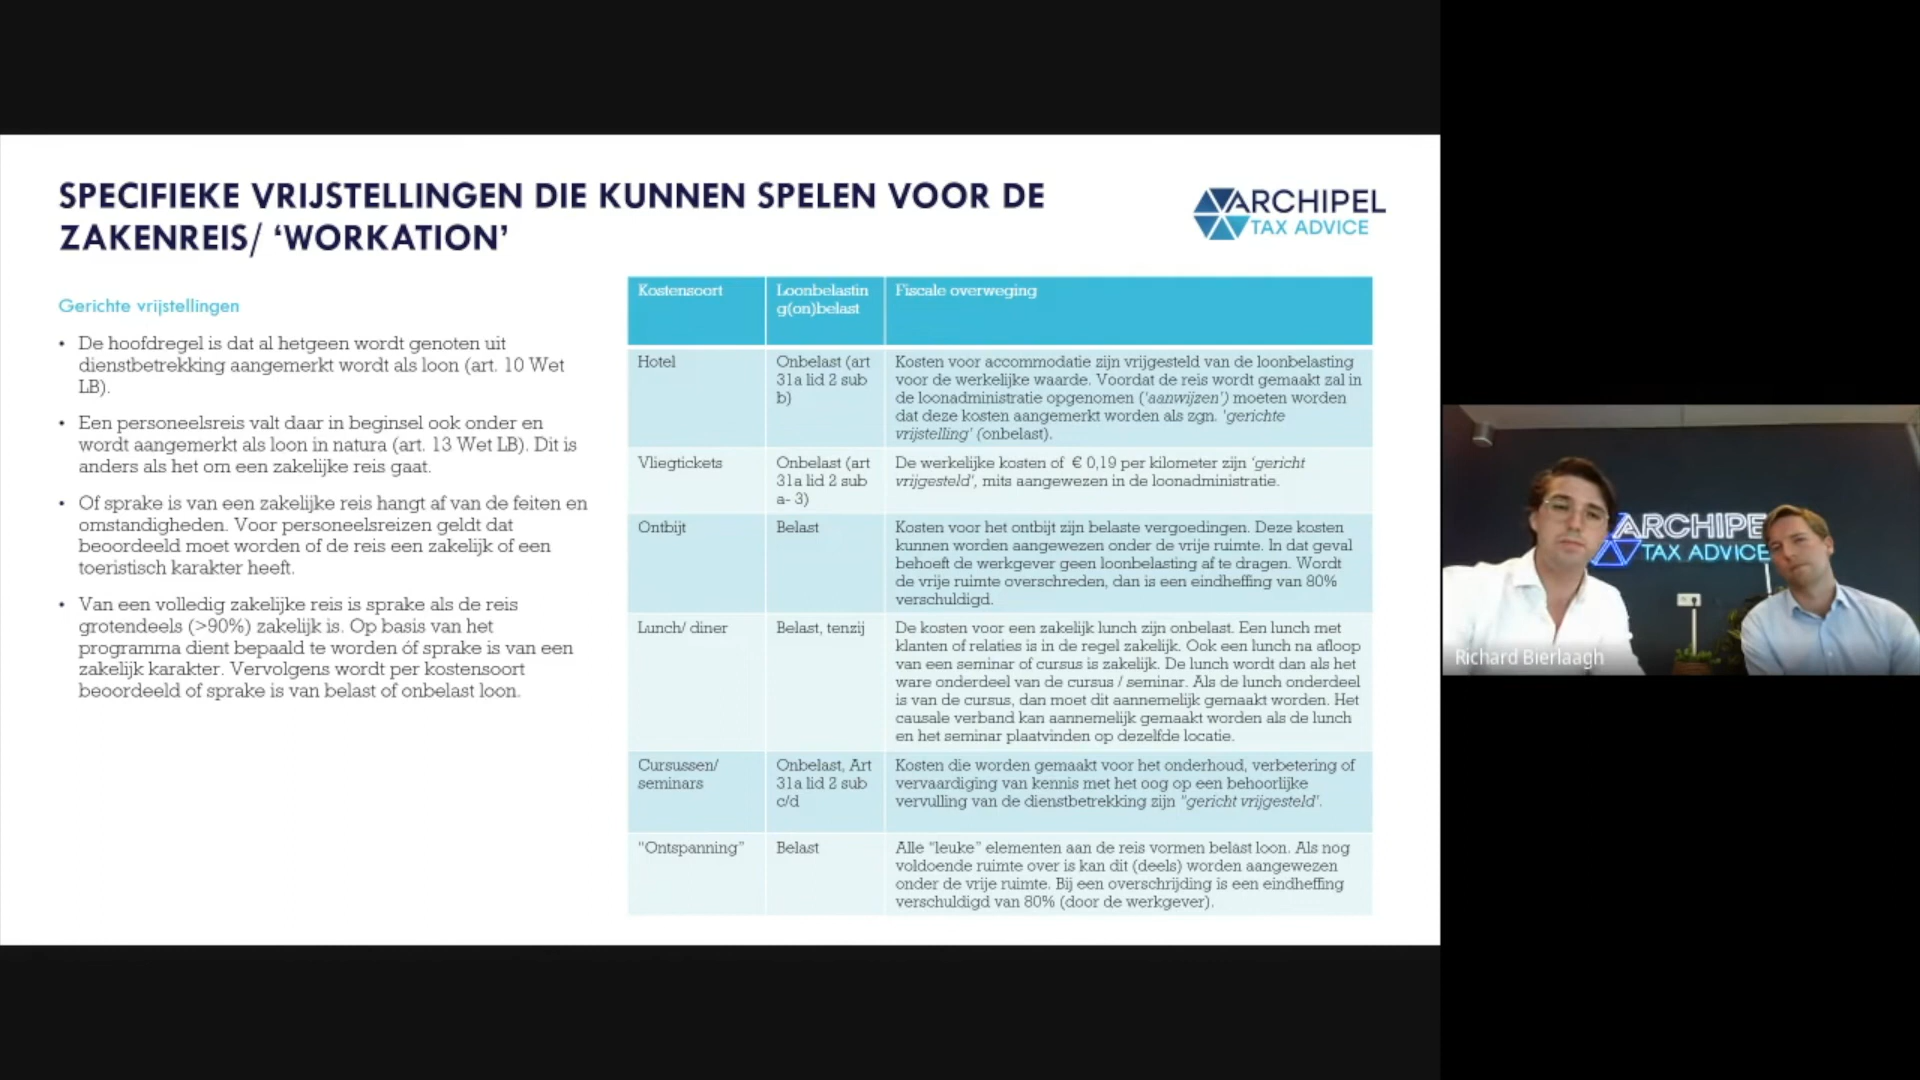 SPECIFIEKE VRIJSTELLINGEN DIE KUNNEN SPELEN VOOR DE
ZAKENREIS/ ‘WORKATION’
ARCHIPEL
TAX ADVICE
Gerichte vrijstellingen
• De hoofdregel is dat al hetgeen wordt genoten uit
dienstbetrekking aangemerkt wordt als loon (art. 10 Wet
LB).
• Een personeelsreis valt daar in beginsel ook onder en
wordt aangemerkt als loon in natura (art. 13 Wet LB). Dit is
anders als het om een zakelijke reis gaat.
• Of sprake is van een zakelijke reis hangt af van de feiten en
omstandigheden. Voor personeelsreizen geldt dat
beoordeeld moet worden of de reis een zakelijk of een
toeristisch karakter heeft.
• Van een volledig zakelijke reis is sprake als de reis
grotendeels (>90%) zakelijk is. Op basis van het
programma dient bepaald te worden óf sprake is van een
zakelijk karakter. Vervolgens wordt per kostensoort
beoordeeld of sprake is van belast of onbelast loon.
Kostensoort
Loonbelastin
g(on)belast
Fiscale overweging
Hotel
Onbelast (art
31a lid 2 sub
b)
Kosten voor accommodatie zijn vrijgesteld van de loonbelasting
voor de werkelijke waarde. Voordat de reis wordt gemaakt zal in
de loonadministratie opgenomen (‘aanwijzen’) moeten worden
dat deze kosten aangemerkt worden als zgn. ‘gerichte
vrijstelling’ (onbelast).
Vliegtickets
Onbelast (art
31a lid 2 sub
a- 3)
De werkelijke kosten of € 0,19 per kilometer zijn ‘gericht
vrijgesteld’, mits aangewezen in de loonadministratie.
Ontbijt
Belast
Kosten voor het ontbijt zijn belaste vergoedingen. Deze kosten
kunnen worden aangewezen onder de vrije ruimte. In dat geval
behoeft de werkgever geen loonbelasting af te dragen. Wordt
de vrije ruimte overschreden, dan is een eindheffing van 80%
verschuldigd.
Lunch/ diner
Belast, tenzij
De kosten voor een zakelijk lunch zijn onbelast. Een lunch met
klanten of relaties is in de regel zakelijk. Ook een lunch na afloop
van een seminar of cursus is zakelijk. De lunch wordt dan als het
ware onderdeel van de cursus / seminar. Als de lunch onderdeel
is van de cursus, dan moet dit aannemelijk gemaakt worden. Het
causale verband kan aannemelijk gemaakt worden als de lunch
en het seminar plaatvinden op dezelfde locatie.
Cursussen/
seminars
Onbelast, Art
31a lid 2 sub
c/d
Kosten die worden gemaakt voor het onderhoud, verbetering of
vervaardiging van kennis met het oog op een behoorlijke
vervulling van de dienstbetrekking zijn “gericht vrijgesteld’.
“Ontspanning”
Belast
Alle “leuke” elementen aan de reis vormen belast loon. Als nog
voldoende ruimte over is kan dit (deels) worden aangewezen
onder de vrije ruimte. Bij een overschrijding is een eindheffing
verschuldigd van 80% (door de werkgever).
ARCHIPE
TAX ADVICE
Richard Bierlaagh